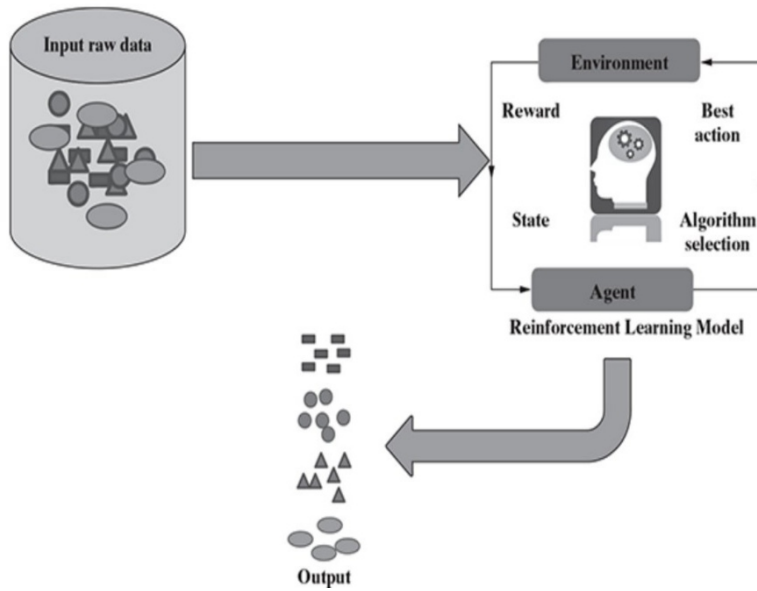 Input raw data
Environment
Reward
Best
action
State
Algorithm
selection
Agent
Reinforcement Learning Model
Output